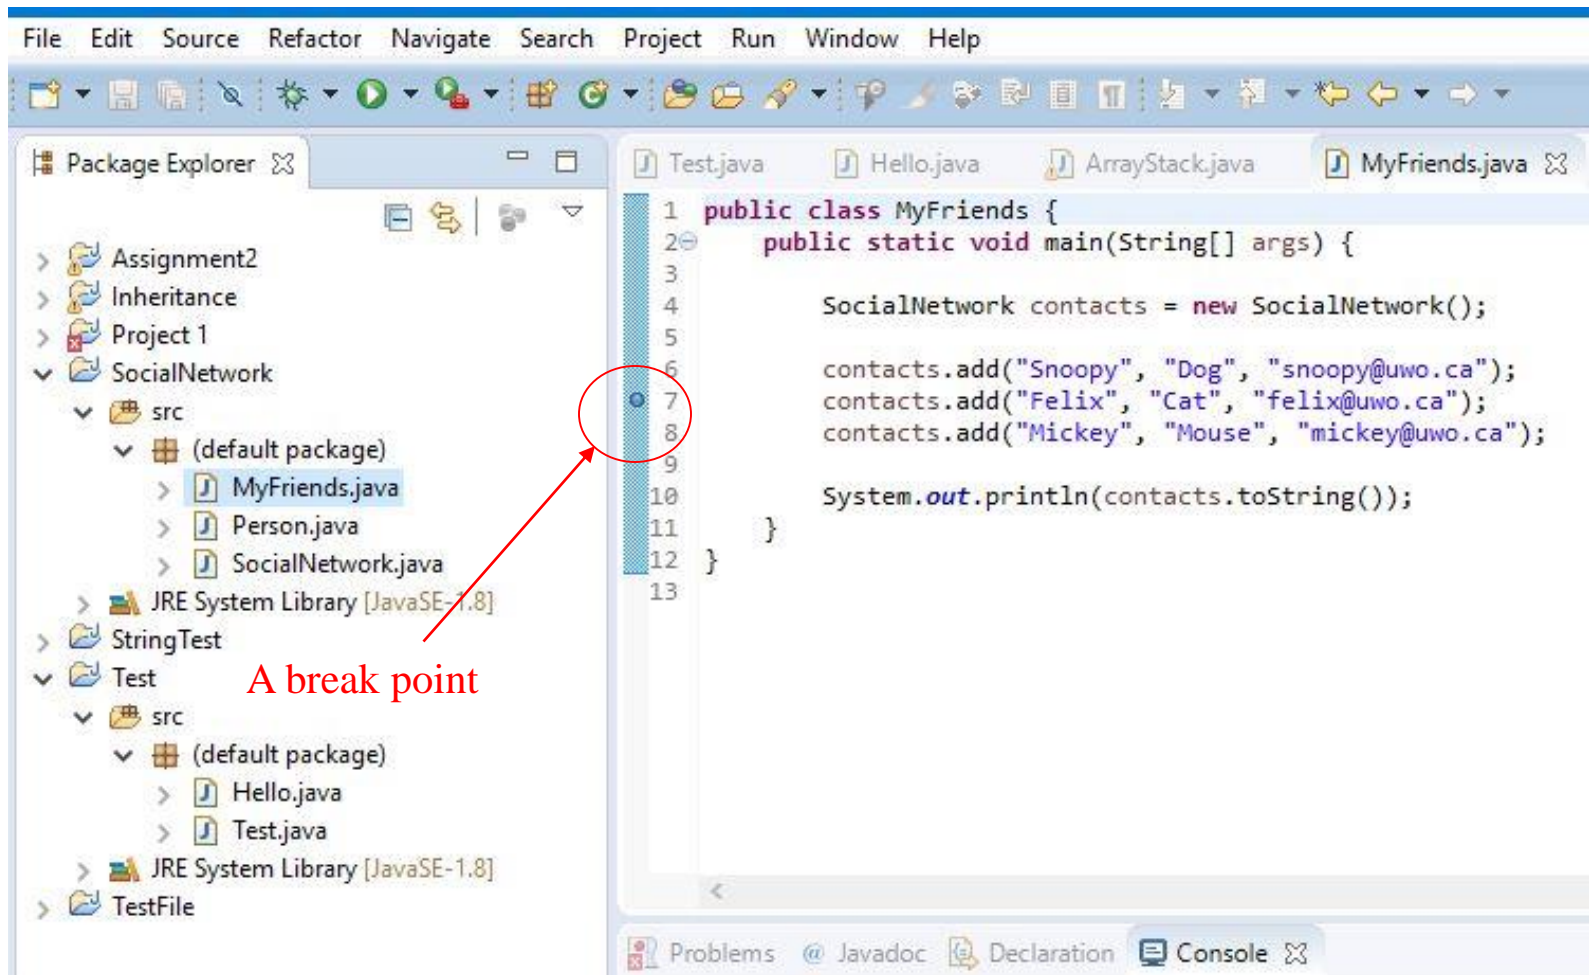 File Edit Source Refactor Navigate Search Project Run Window Help
Package Explorer
Assignment2
Inheritance
Project 1
SocialNetwork
src
(default package)
MyFriends.java
Person.java
SocialNetwork.java
JRE System Library [JavaSE-1.8]
StringTest
Test
src
(default package)
Hello.java
Test.java
JRE System Library [JavaSE-1.8]
TestFile
A break point
Test.java Hello.java ArrayStack.java MyFriends.java
1 public class MyFriends {
2 public static void main(String[] args) {
3
4 SocialNetwork contacts = new SocialNetwork();
5
6 contacts.add("Snoopy", "Dog", "snoopy@uwo.ca");
7 contacts.add("Felix", "Cat", "felix@uwo.ca");
8 contacts.add("Mickey", "Mouse", "mickey@uwo.ca");
9
10 System.out.println(contacts.toString());
11 }
12 }
13
Problems @ Javadoc Declaration Console